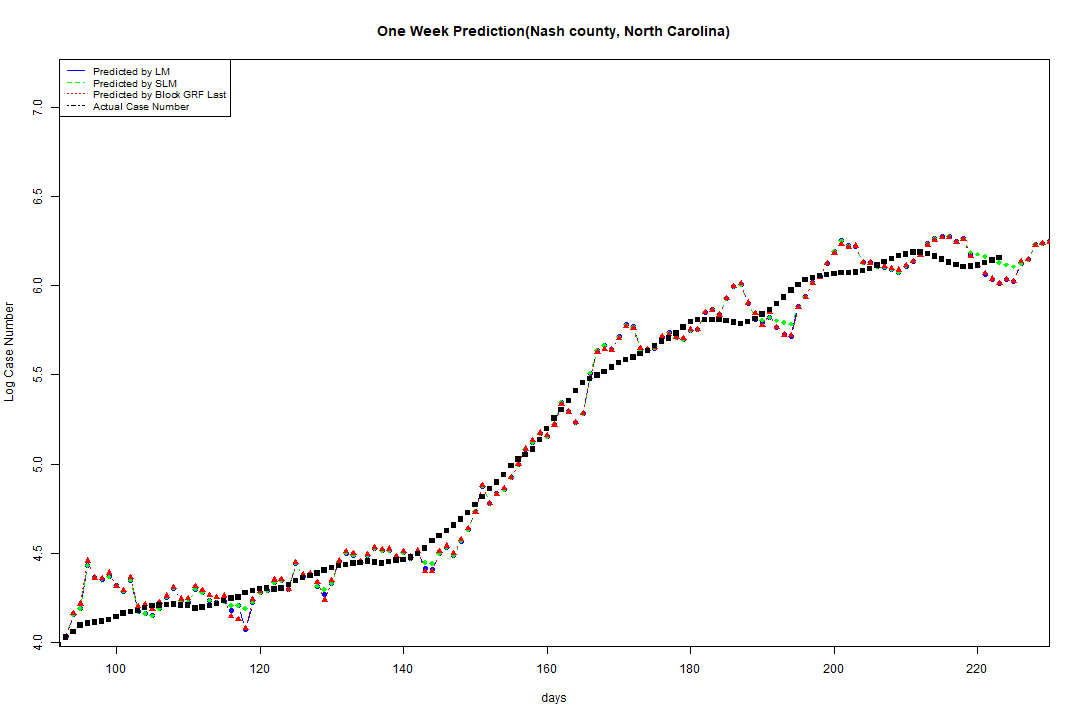 One Week Prediction(Nash county, North Carolina)
Predicted by LM
Predicted by SLM
Predicted by Block GRF Last
Actual Case Number
7.0
6.5
6.0
5.5
5.0
4.5
4.0
Log Case Number
100 120 140 160 180 200 220
days